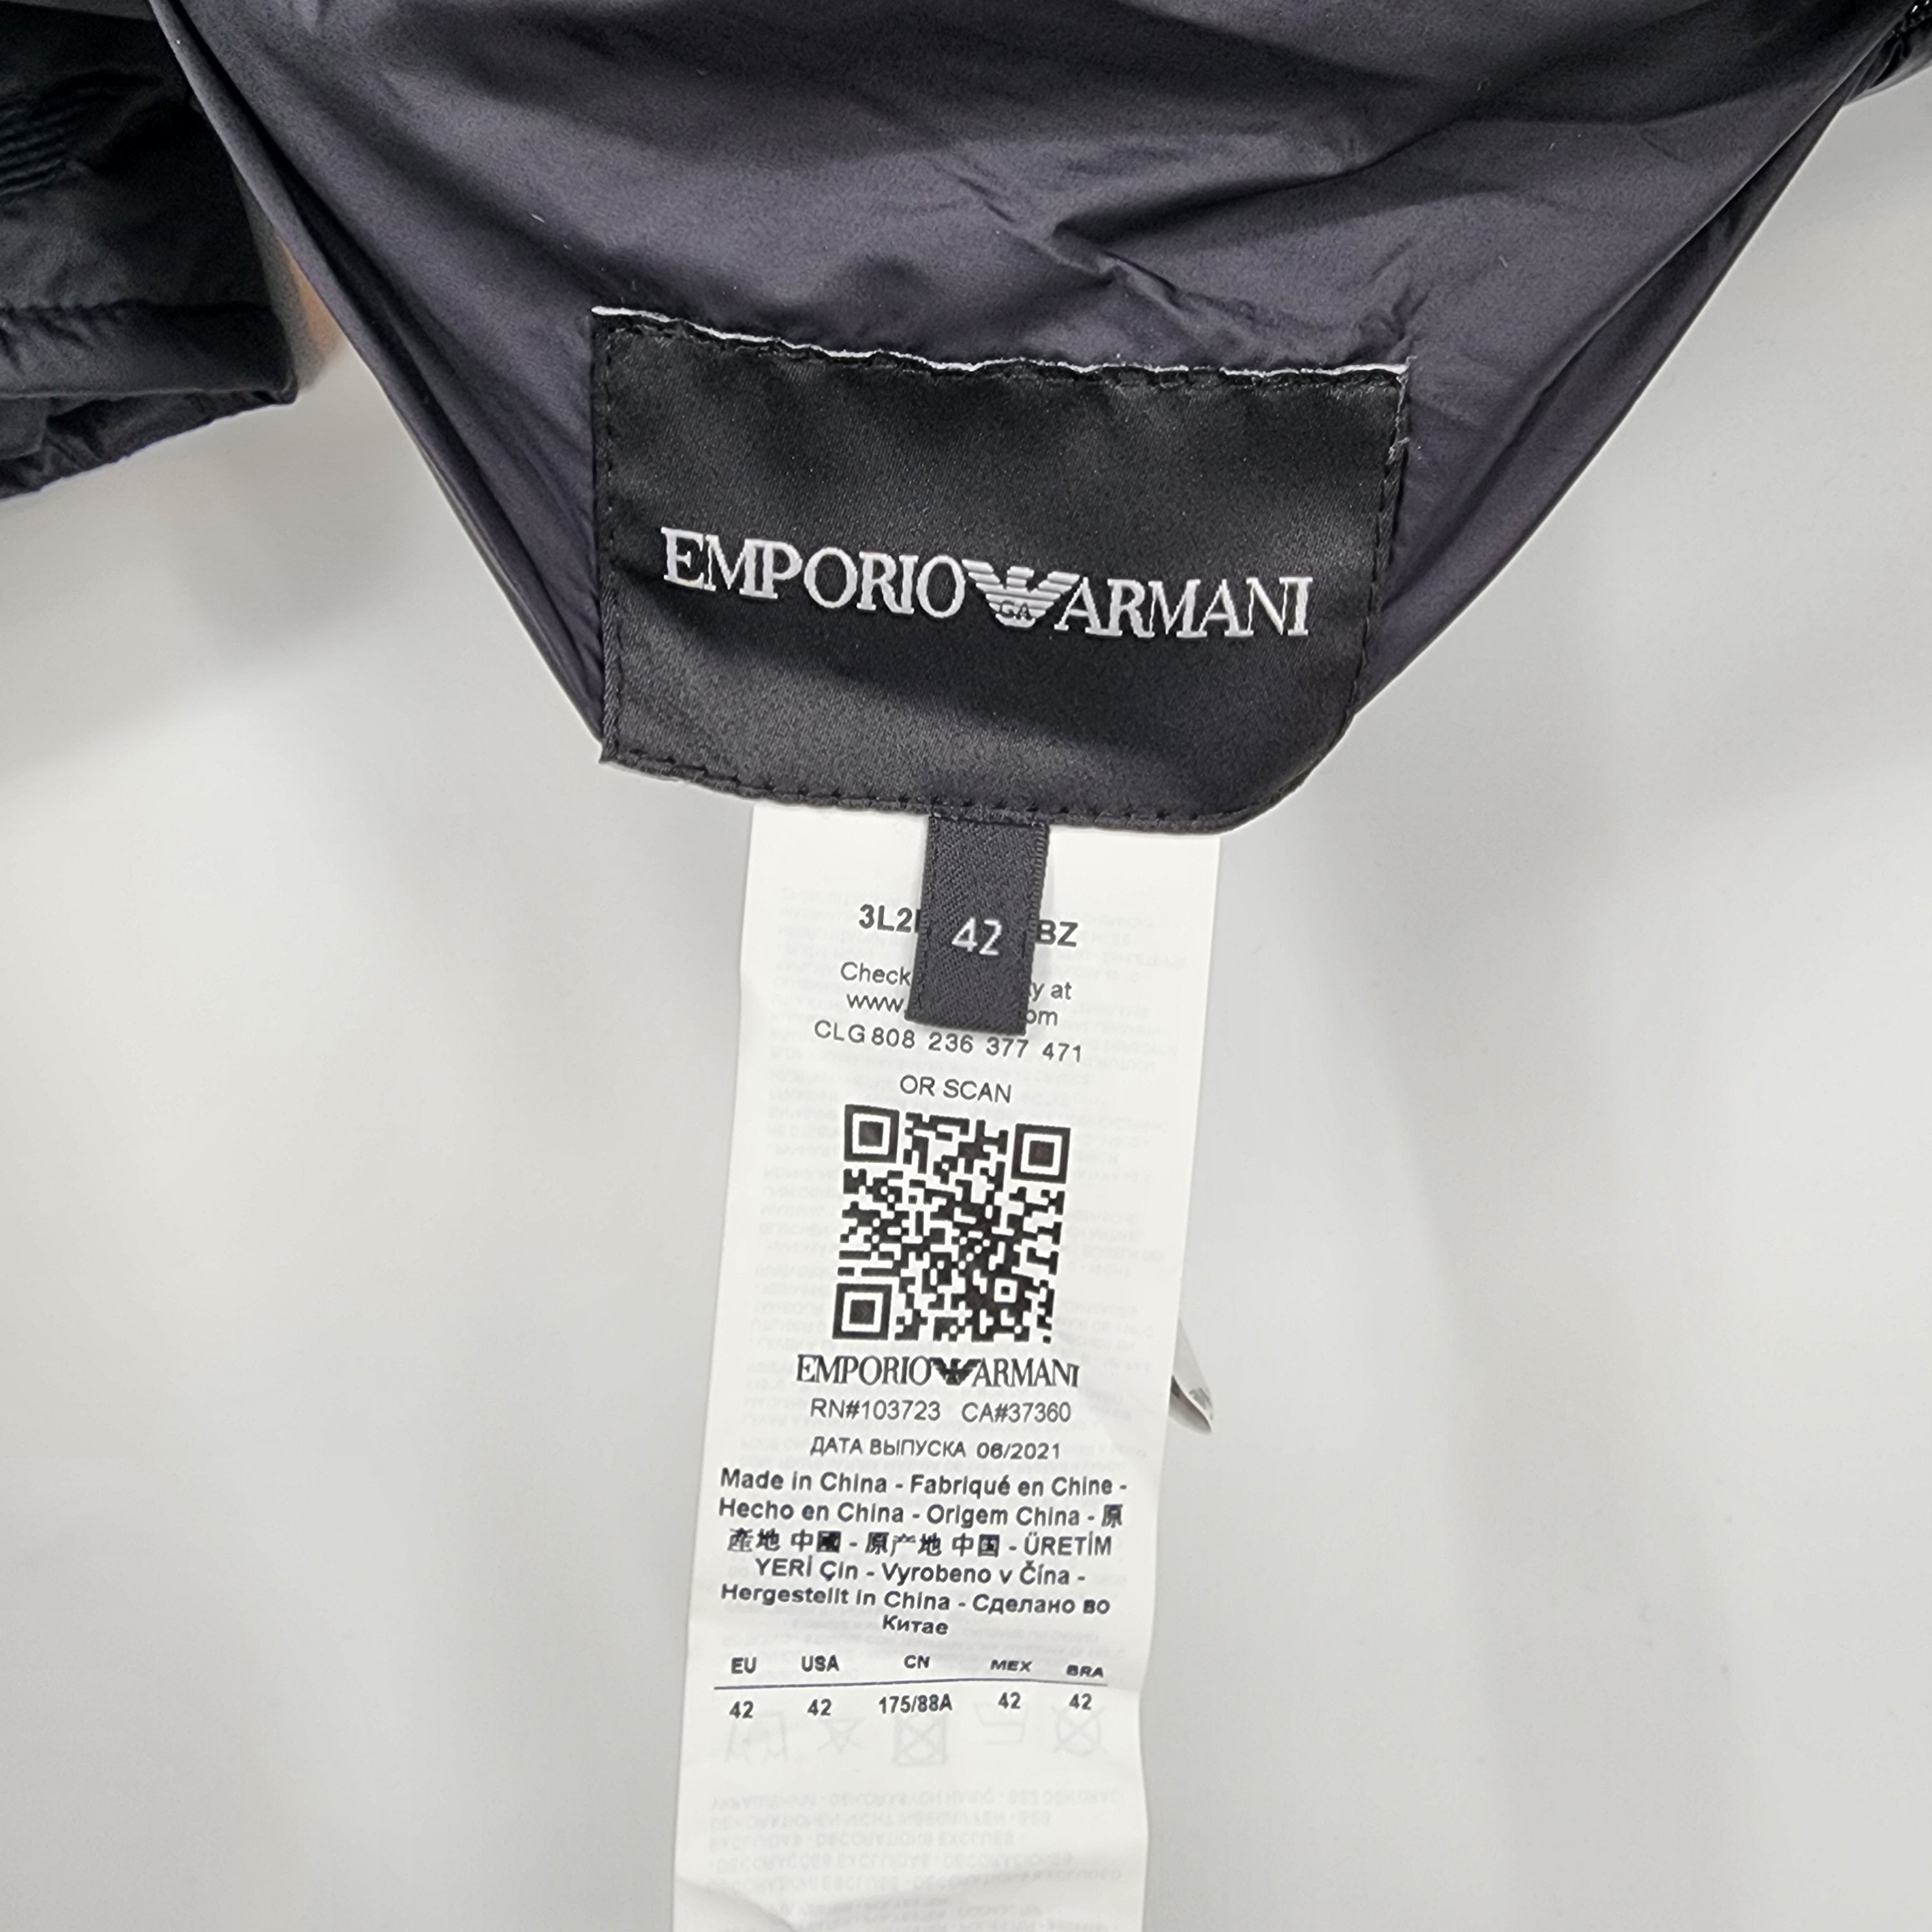 EMPORIO GA ARMANI
42
3L2 BZ
Check y at
www. om
CLG 808 236 377 471
OR SCAN
EMPORIO ARMANI
RN#103723 CA#37360
ДАТА ВЫПУСКА 06/2021
Made in China - Fabriqué en Chine -
Hecho en China - Origem China - 原
產地 中國 - 原产地 中国 - ÜRETİM
YERİ Çin - Vyrobeno v Čína -
Hergestellt in China - Сделано во
Китае
EU USA CN MEX BRA
42 42 175/88A 42 42